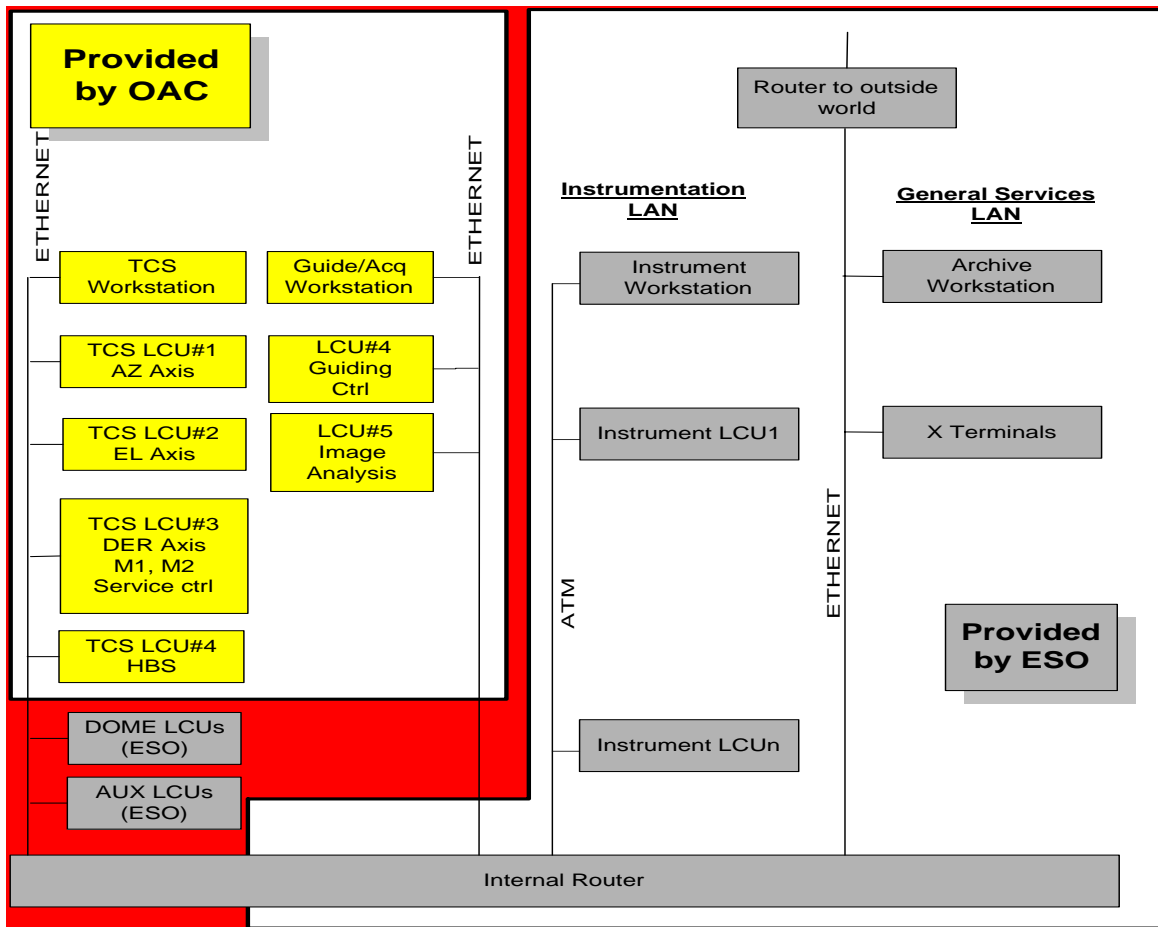 Provided
by OAC
ETHERNET
TCS
Workstation
TCS LCU#1
AZ Axis
TCS LCU#2
EL Axis
TCS LCU#3
DER Axis
M1, M2
Service ctrl
TCS LCU#4
HBS
DOME LCUs
(ESO)
AUX LCUs
(ESO)
ETHERNET
Guide/Acq
Workstation
LCU#4
Guiding
Ctrl
LCU#5
Image
Analysis
Instrumentation
LAN
Instrument
Workstation
Instrument LCU1
ATM
Instrument LCUn
Router to outside
world
General Services
LAN
Archive
Workstation
X Terminals
ETHERNET
Provided
by ESO
Internal Router